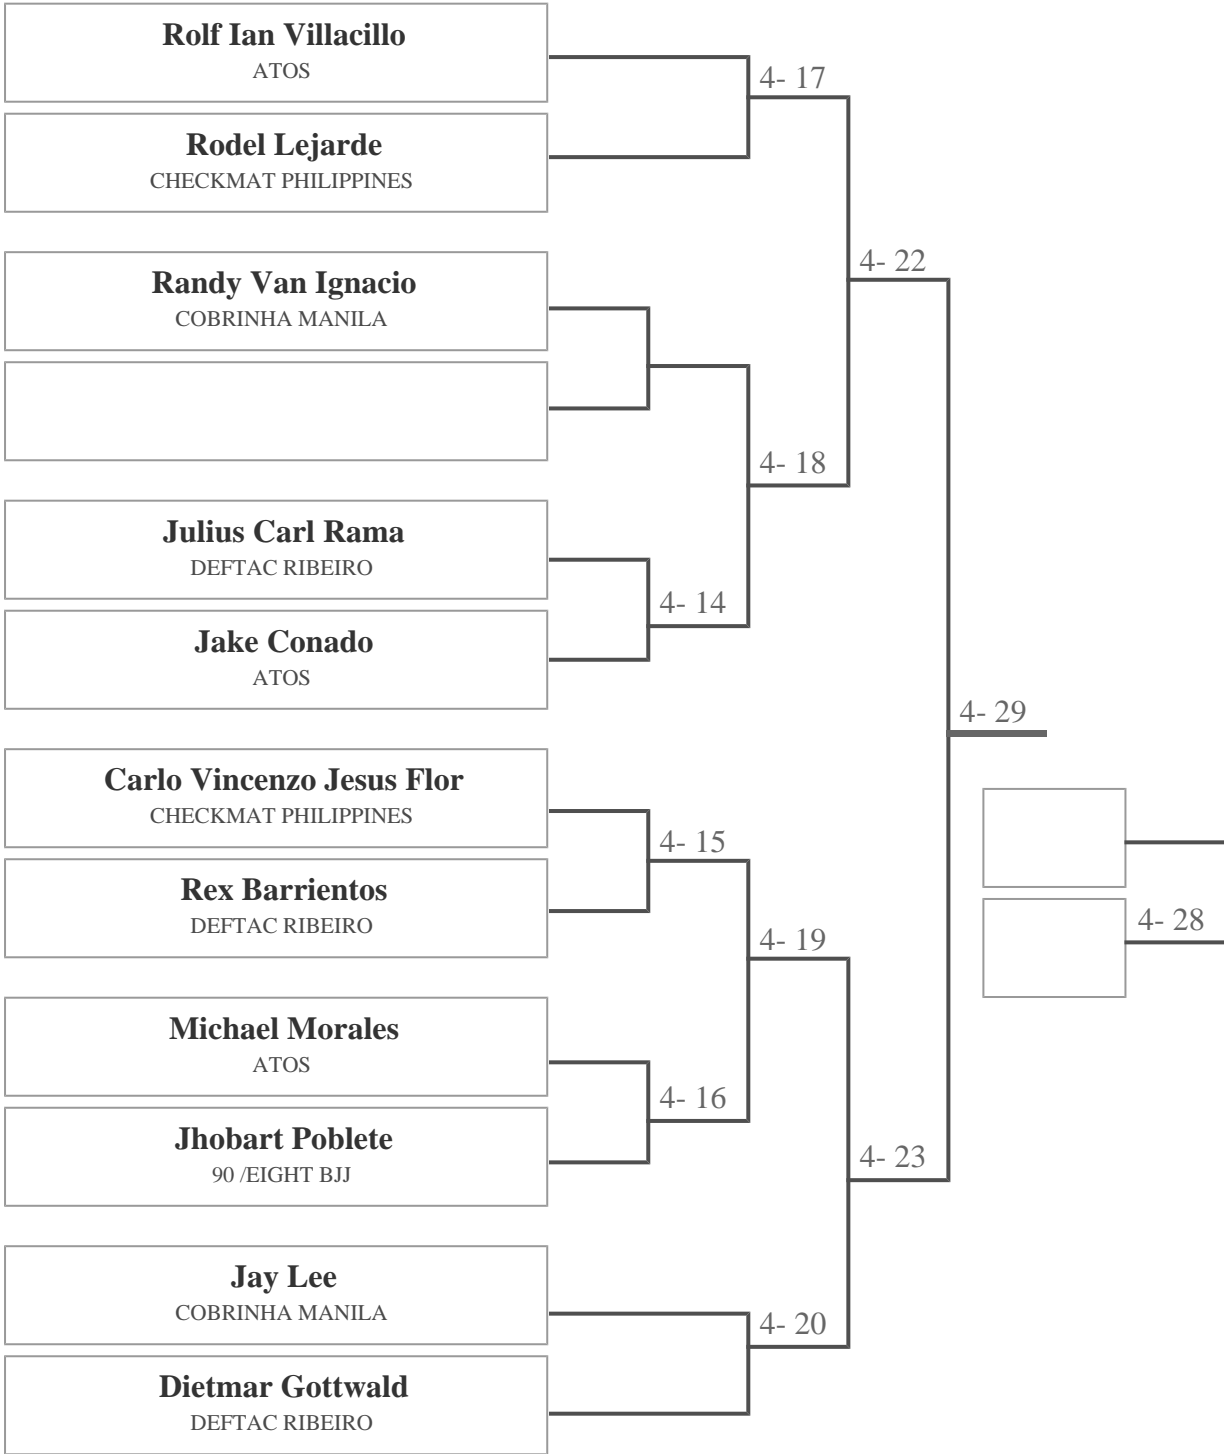 Rolf Ian Villacillo
ATOS
4- 17
Rodel Lejarde
CHECKMAT PHILIPPINES
4- 22
Randy Van Ignacio
COBRINHA MANILA
4- 18
Julius Carl Rama
DEFTAC RIBEIRO
4- 14
Jake Conado
ATOS
4- 29
Carlo Vincenzo Jesus Flor
CHECKMAT PHILIPPINES
4- 15
Rex Barrientos
DEFTAC RIBEIRO
4- 28
4- 19
Michael Morales
ATOS
4- 16
Jhobart Poblete
90 /EIGHT BJJ
4- 23
Jay Lee
COBRINHA MANILA
4- 20
Dietmar Gottwald
DEFTAC RIBEIRO